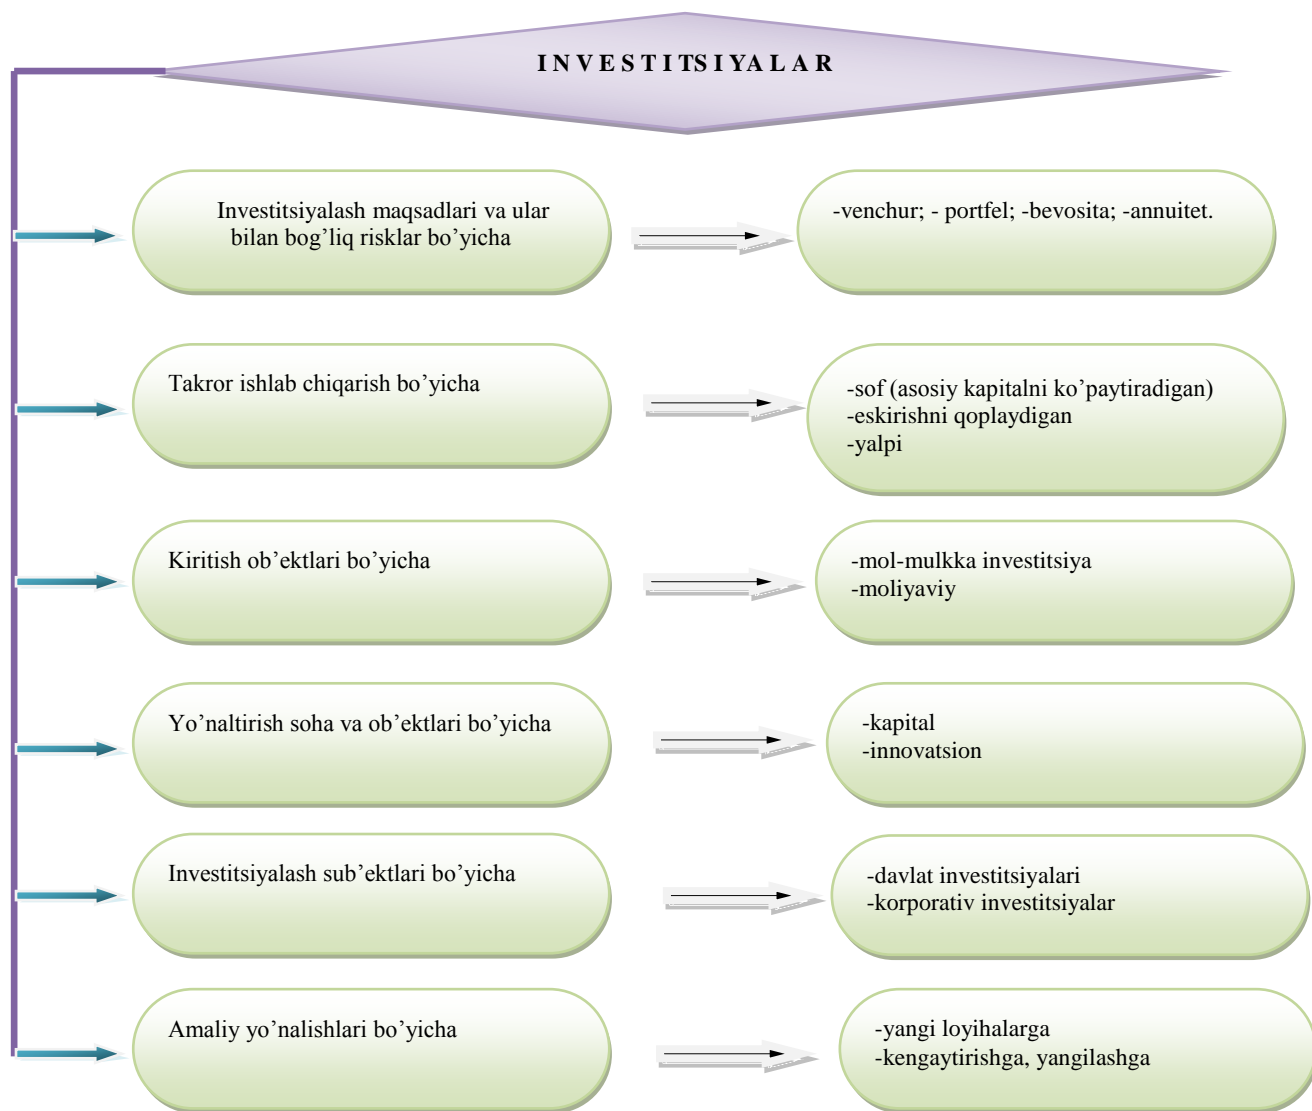 INVESTITSIYALAR
Investitsiyalash maqsadlari va ular
bilan bog’liq risklar bo’yicha
-venchur; - portfel; -bevosita; -annuitet.
Takror ishlab chiqarish bo’yicha
-sof (asosiy kapitalni ko’paytiradigan)
-eskirishni qoplaydigan
-yalpi
Kiritish ob’ektlari bo’yicha
-mol-mulkka investitsiya
-moliyaviy
Yo’naltirish soha va ob’ektlari bo’yicha
-kapital
-innovatsion
Investitsiyalash sub’ektlari bo’yicha
-davlat investitsiyalari
-korporativ investitsiyalar
Amaliy yo’nalishlari bo’yicha
-yangi loyihalarga
-kengaytirishga, yangilashga